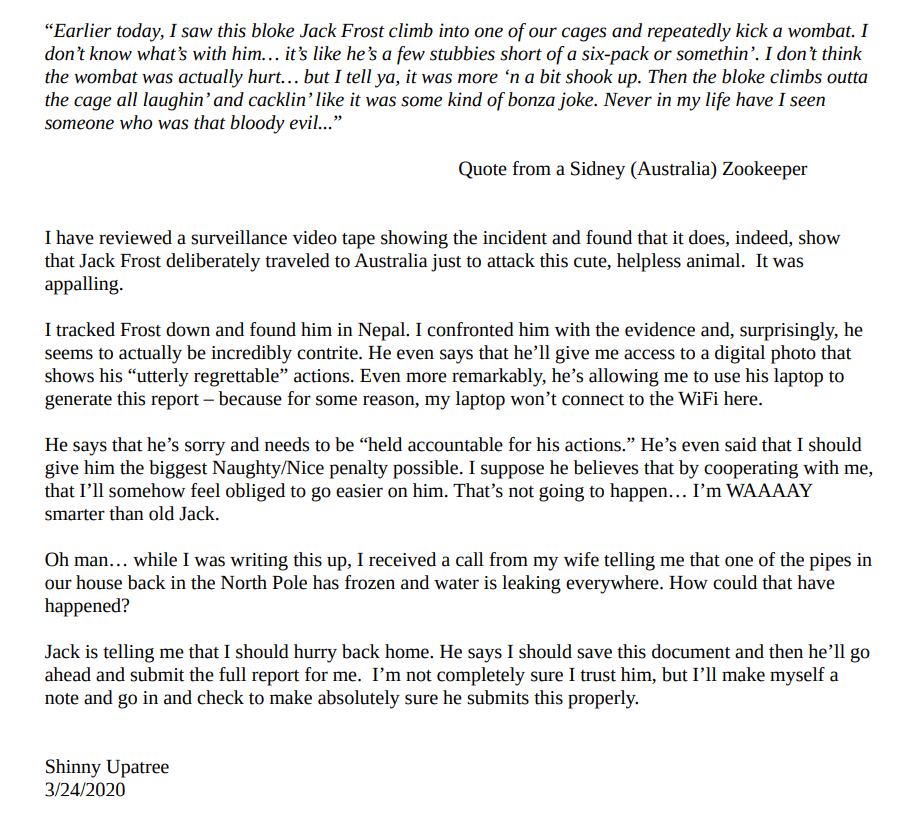 “Earlier today, I saw this bloke Jack Frost climb into one of our cages and repeatedly kick a wombat. I
don’t know what’s with him… it’s like he’s a few stubbies short of a six-pack or somethin’. I don’t think
the wombat was actually hurt… but I tell ya, it was more ‘n a bit shook up. Then the bloke climbs outta
the cage all laughin’ and cacklin’ like it was some kind of bonza joke. Never in my life have I seen
someone who was that bloody evil...”
Quote from a Sidney (Australia) Zookeeper
I have reviewed a surveillance video tape showing the incident and found that it does, indeed, show
that Jack Frost deliberately traveled to Australia just to attack this cute, helpless animal.  It was
appalling.
I tracked Frost down and found him in Nepal. I confronted him with the evidence and, surprisingly, he
seems to actually be incredibly contrite. He even says that he’ll give me access to a digital photo that
shows his “utterly regrettable” actions. Even more remarkably, he’s allowing me to use his laptop to
generate this report – because for some reason, my laptop won’t connect to the WiFi here.
He says that he’s sorry and needs to be “held accountable for his actions.” He’s even said that I should
give him the biggest Naughty/Nice penalty possible. I suppose he believes that by cooperating with me,
that I’ll somehow feel obliged to go easier on him. That’s not going to happen… I’m WAAAAY
smarter than old Jack.
Oh man… while I was writing this up, I received a call from my wife telling me that one of the pipes in
our house back in the North Pole has frozen and water is leaking everywhere. How could that have
happened?
Jack is telling me that I should hurry back home. He says I should save this document and then he’ll go
ahead and submit the full report for me.  I’m not completely sure I trust him, but I’ll make myself a
note and go in and check to make absolutely sure he submits this properly.
Shinny Upatree
3/24/2020